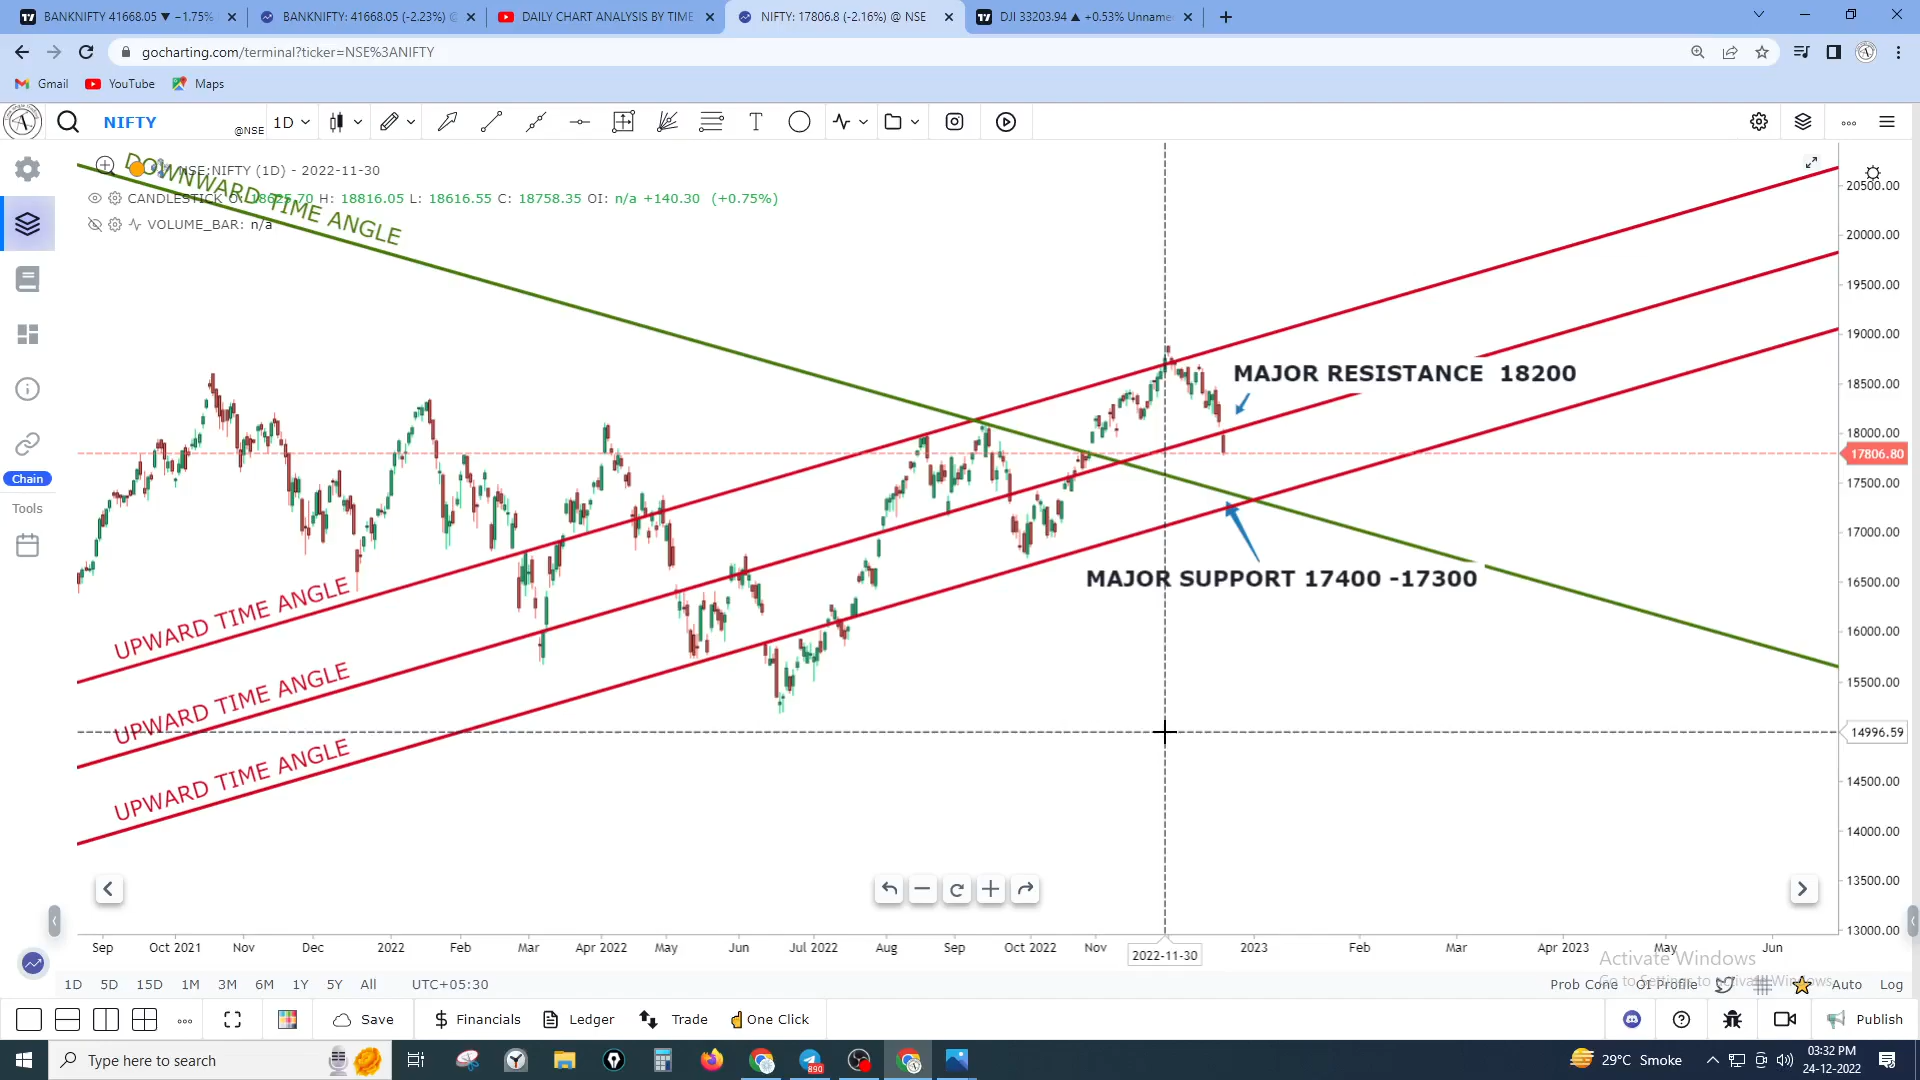 BANKNIFTY 41668.05 ▼ −1.75%
BANKNIFTY: 41668.05 (-2.23%) @
DAILY CHART ANALYSIS BY TIME
NIFTY: 17806.8 (-2.16%) @ NSE
DJI 33203.94 ▲ +0.53% Unname
gocharting.com/terminal?ticker=NSE%3ANIFTY
Gmail
YouTube
Maps
NIFTY
@NSE
1D
DOWNWARD TIME ANGLE
NSE:NIFTY (1D) - 2022-11-30
CANDLESTICK O: 18625.70 H: 18816.05 L: 18616.55 C: 18758.35 OI: n/a +140.30 (+0.75%)
VOLUME_BAR: n/a
20500.00
20000.00
19500.00
19000.00
MAJOR RESISTANCE 18200
18500.00
18000.00
17806.80
17500.00
17000.00
MAJOR SUPPORT 17400 -17300
16500.00
16000.00
15500.00
14996.59
14500.00
14000.00
13500.00
13000.00
UPWARD TIME ANGLE
UPWARD TIME ANGLE
UPWARD TIME ANGLE
Chain
Tools
Sep
Oct 2021
Nov
Dec
2022
Feb
Mar
Apr 2022
May
Jun
Jul 2022
Aug
Sep
Oct 2022
Nov
2022-11-30
2023
Feb
Mar
Apr 2023
May
Jun
Activate Windows
Go to Settings to activate Windows.
1D 5D 15D 1M 3M 6M 1Y 5Y All UTC+05:30
Prob Cone OI Profile Auto Log
Save
Financials
Ledger
Trade
One Click
Publish
Type here to search
890
29°C Smoke
03:32 PM
24-12-2022